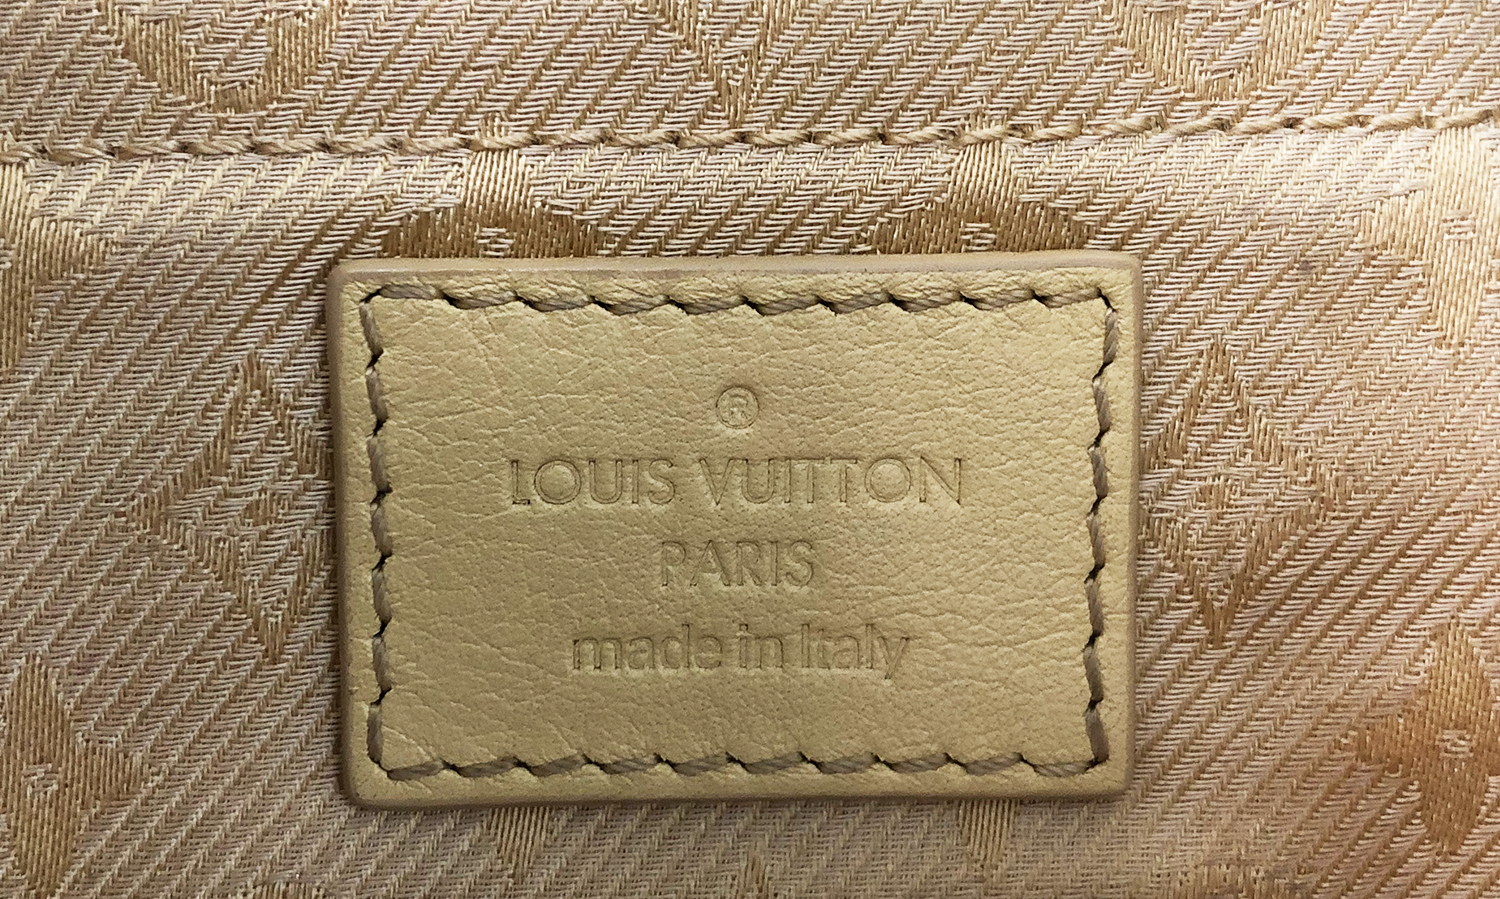 ®
LOUIS VUITTON
PARIS
made in Italy